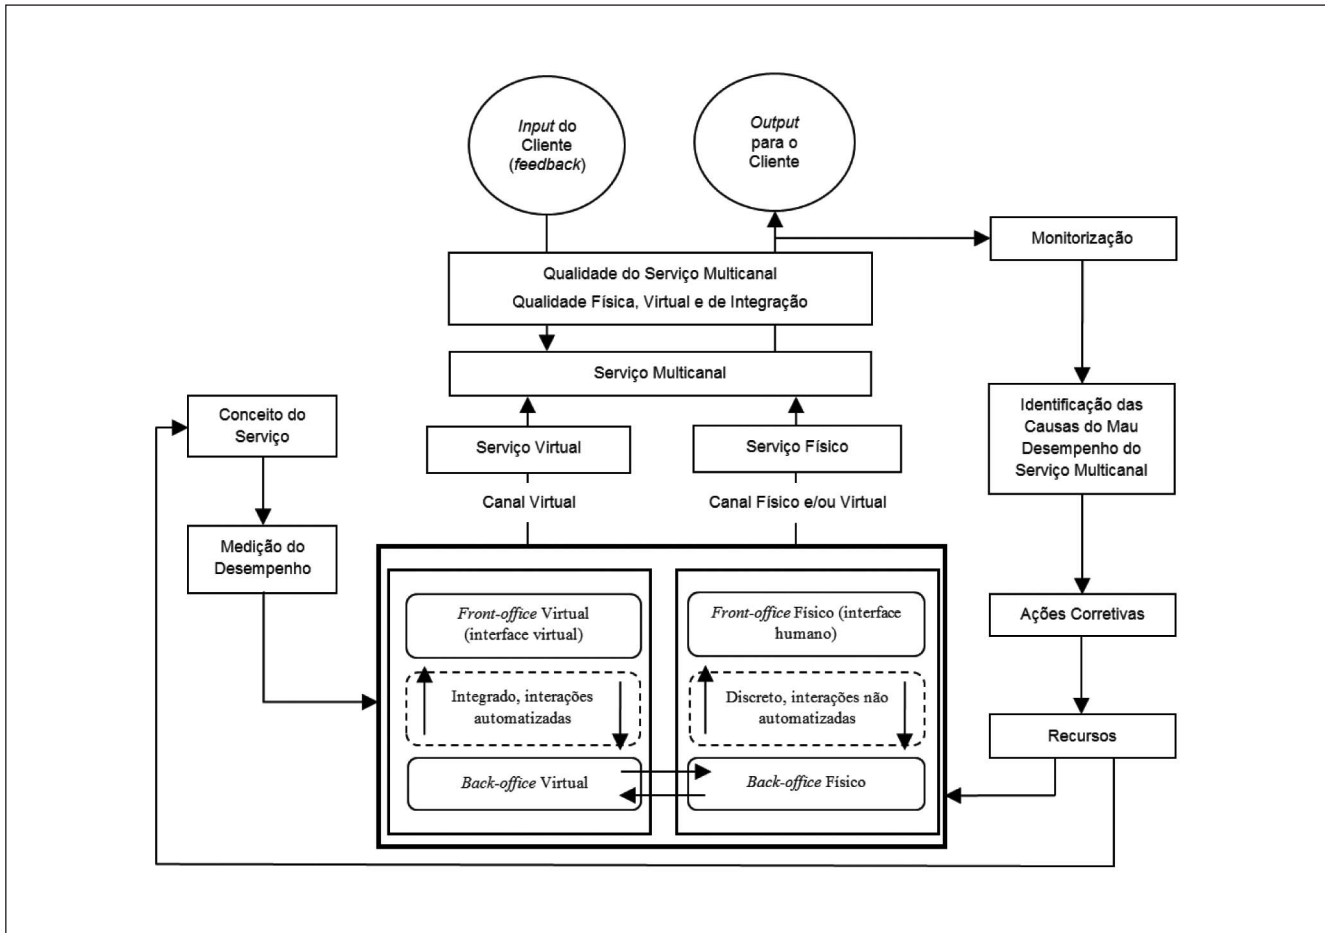 Input do
Cliente
(feedback)
Output
para o
Cliente
Monitorização
Qualidade do Serviço Multicanal
Qualidade Física, Virtual e de Integração
Serviço Multicanal
Conceito do
Serviço
Serviço Virtual
Serviço Físico
Identificação das
Causas do Mau
Desempenho do
Serviço Multicanal
Canal Virtual
Canal Físico e/ou Virtual
Medição do
Desempenho
Front-office Virtual
(interface virtual)
Front-office Físico (interface
humano)
Ações Corretivas
Integrado, interações
automatizadas
Discreto, interações não
automatizadas
Recursos
Back-office Virtual
Back-office Físico